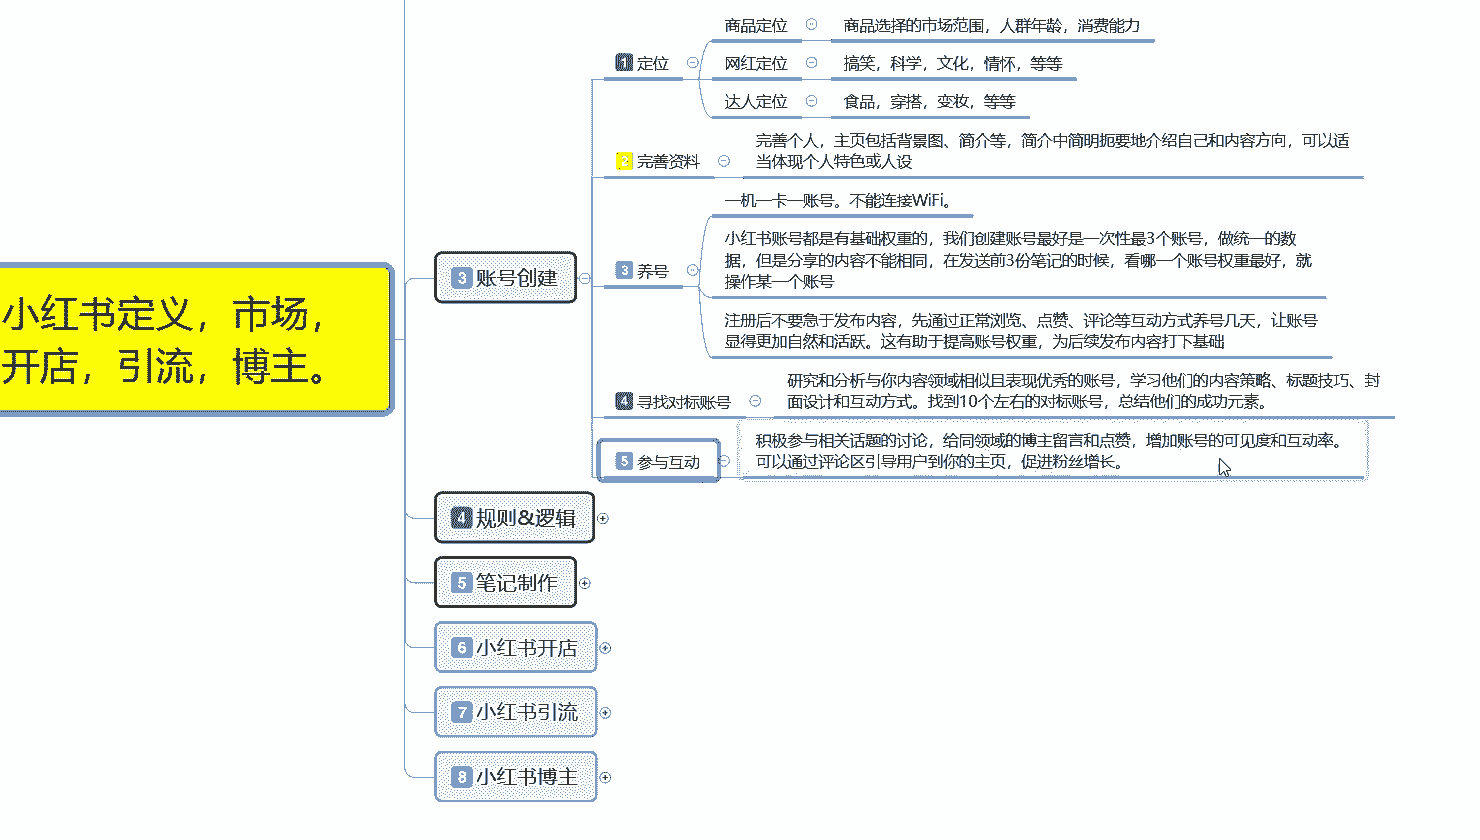 小红书定义，市场，
开店，引流，博主。
3 账号创建
1 定位
商品定位
商品选择的市场范围，人群年龄，消费能力
网红定位
搞笑，科学，文化，情怀，等等
达人定位
食品，穿搭，变妆，等等
2 完善资料
完善个人，主页包括背景图、简介等，简介中简明扼要地介绍自己和内容方向，可以适
当体现个人特色或人设
3 养号
一机一卡一账号。不能连接WiFi。
小红书账号都是有基础权重的，我们创建账号最好是一次性最3个账号，做统一的数
据，但是分享的内容不能相同，在发送前3份笔记的时候，看哪一个账号权重最好，就
操作某一个账号
注册后不要急于发布内容，先通过正常浏览、点赞、评论等互动方式养号几天，让账号
显得更加自然和活跃。这有助于提高账号权重，为后续发布内容打下基础
4 寻找对标账号
研究和分析与你内容领域相似且表现优秀的账号，学习他们的内容策略、标题技巧、封
面设计和互动方式。找到10个左右的对标账号，总结他们的成功元素。
5 参与互动
积极参与相关话题的讨论，给同领域的博主留言和点赞，增加账号的可见度和互动率。
可以通过评论区引导用户到你的主页，促进粉丝增长。
4 规则&逻辑
5 笔记制作
6 小红书开店
7 小红书引流
8 小红书博主